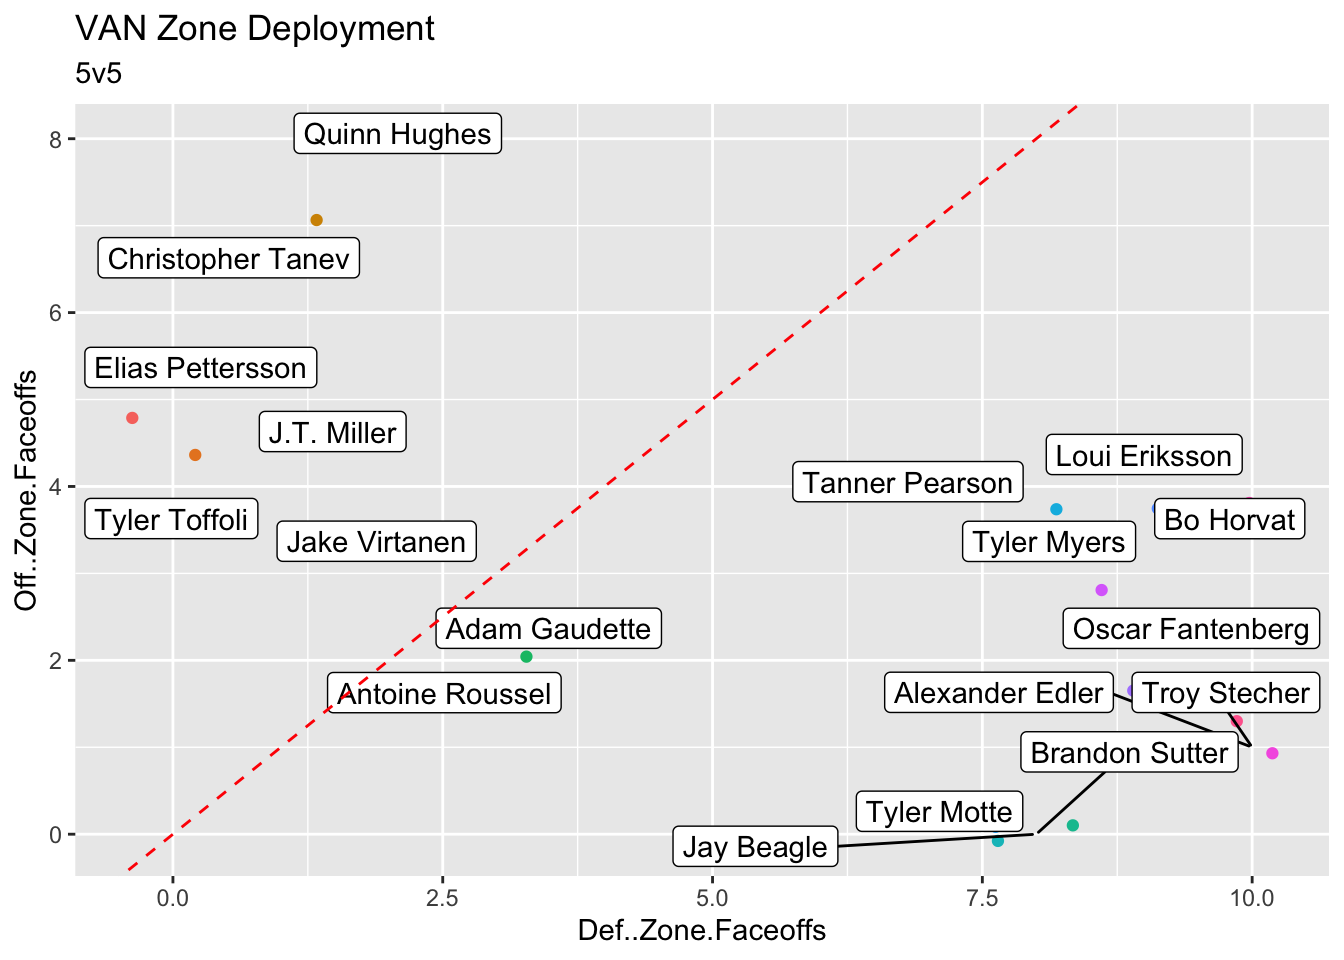 VAN Zone Deployment
5v5
Off..Zone.Faceoffs
8
6
4
2
0
Quinn Hughes
Christopher Tanev
Elias Pettersson
J.T. Miller
Loui Eriksson
Tanner Pearson
Tyler Toffoli
Bo Horvat
Jake Virtanen
Tyler Myers
Adam Gaudette
Oscar Fantenberg
Antoine Roussel
Alexander Edler
Troy Stecher
Brandon Sutter
Tyler Motte
Jay Beagle
0.0
2.5
5.0
7.5
10.0
Def..Zone.Faceoffs